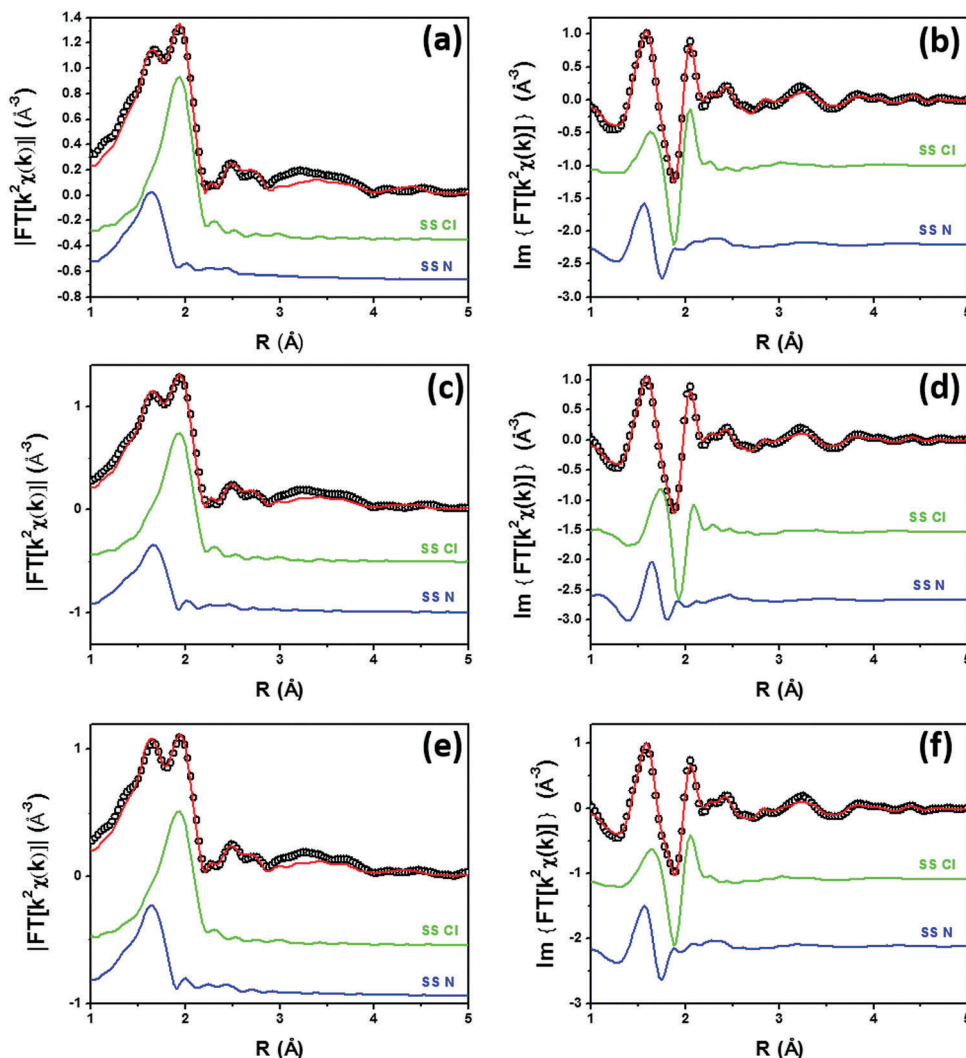 (a)
|FT[k²χ(k)]| (Å⁻³)
1.4
1.2
1.0
0.8
0.6
0.4
0.2
0.0
-0.2
-0.4
-0.6
-0.8
SS Cl
SS N
1 2 3 4 5
R (Å)
(b)
Im { FT[k²χ(k)] } (Å⁻³)
1.0
0.5
0.0
-0.5
-1.0
-1.5
-2.0
-2.5
-3.0
SS Cl
SS N
1 2 3 4 5
R (Å)
(c)
|FT[k²χ(k)]| (Å⁻³)
1
0
-1
SS Cl
SS N
1 2 3 4 5
R (Å)
(d)
Im { FT[k²χ(k)] } (Å⁻³)
1.0
0.5
0.0
-0.5
-1.0
-1.5
-2.0
-2.5
-3.0
SS Cl
SS N
1 2 3 4 5
R (Å)
(e)
|FT[k²χ(k)]| (Å⁻³)
1
0
-1
SS Cl
SS N
1 2 3 4 5
R (Å)
(f)
Im { FT[k²χ(k)] } (Å⁻³)
1
0
-1
-2
-3
SS Cl
SS N
1 2 3 4 5
R (Å)